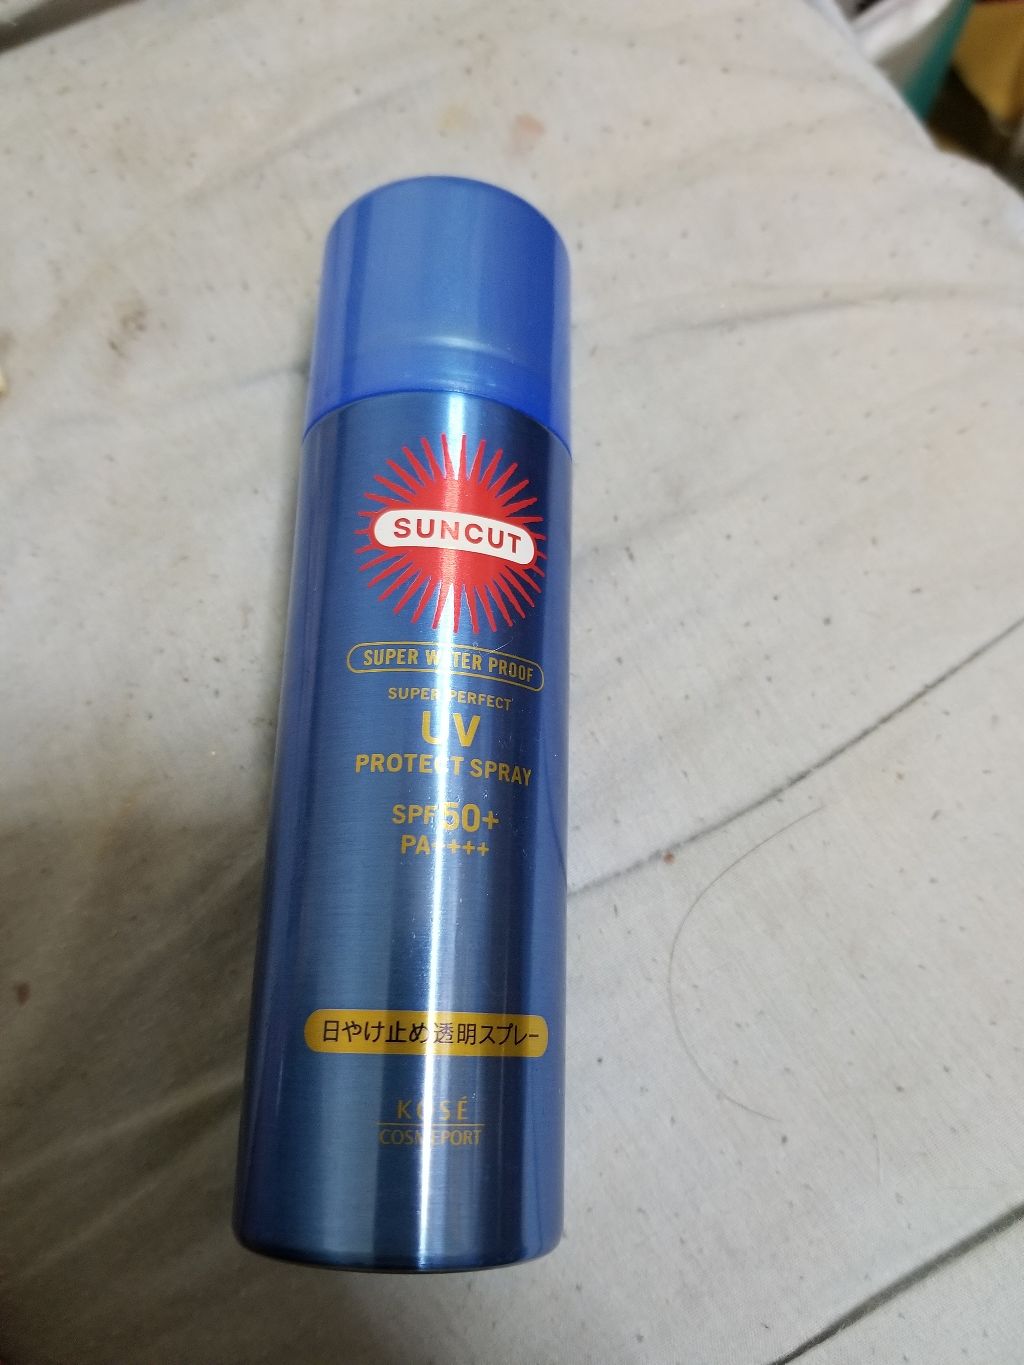 SUNCUT
SUPER WATER PROOF
SUPER PERFECT
UV
PROTECT SPRAY
SPF50+
PA++++
日やけ止め透明スプレー
KOSÉ
COSMEPORT